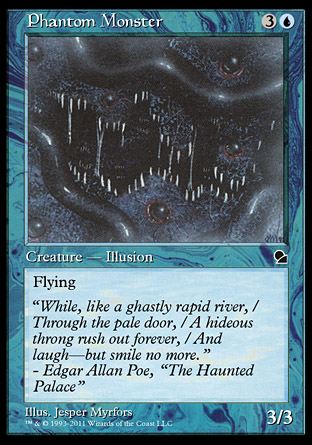 Phantom Monster 3
Creature — Illusion
Flying
“While, like a ghastly rapid river, /
Through the pale door, / A hideous
throng rush out forever, / And
laugh—but smile no more.”
- Edgar Allan Poe, “The Haunted
Palace”
Illus. Jesper Myrfors
™ & © 1993-2011 Wizards of the Coast LLC
3/3